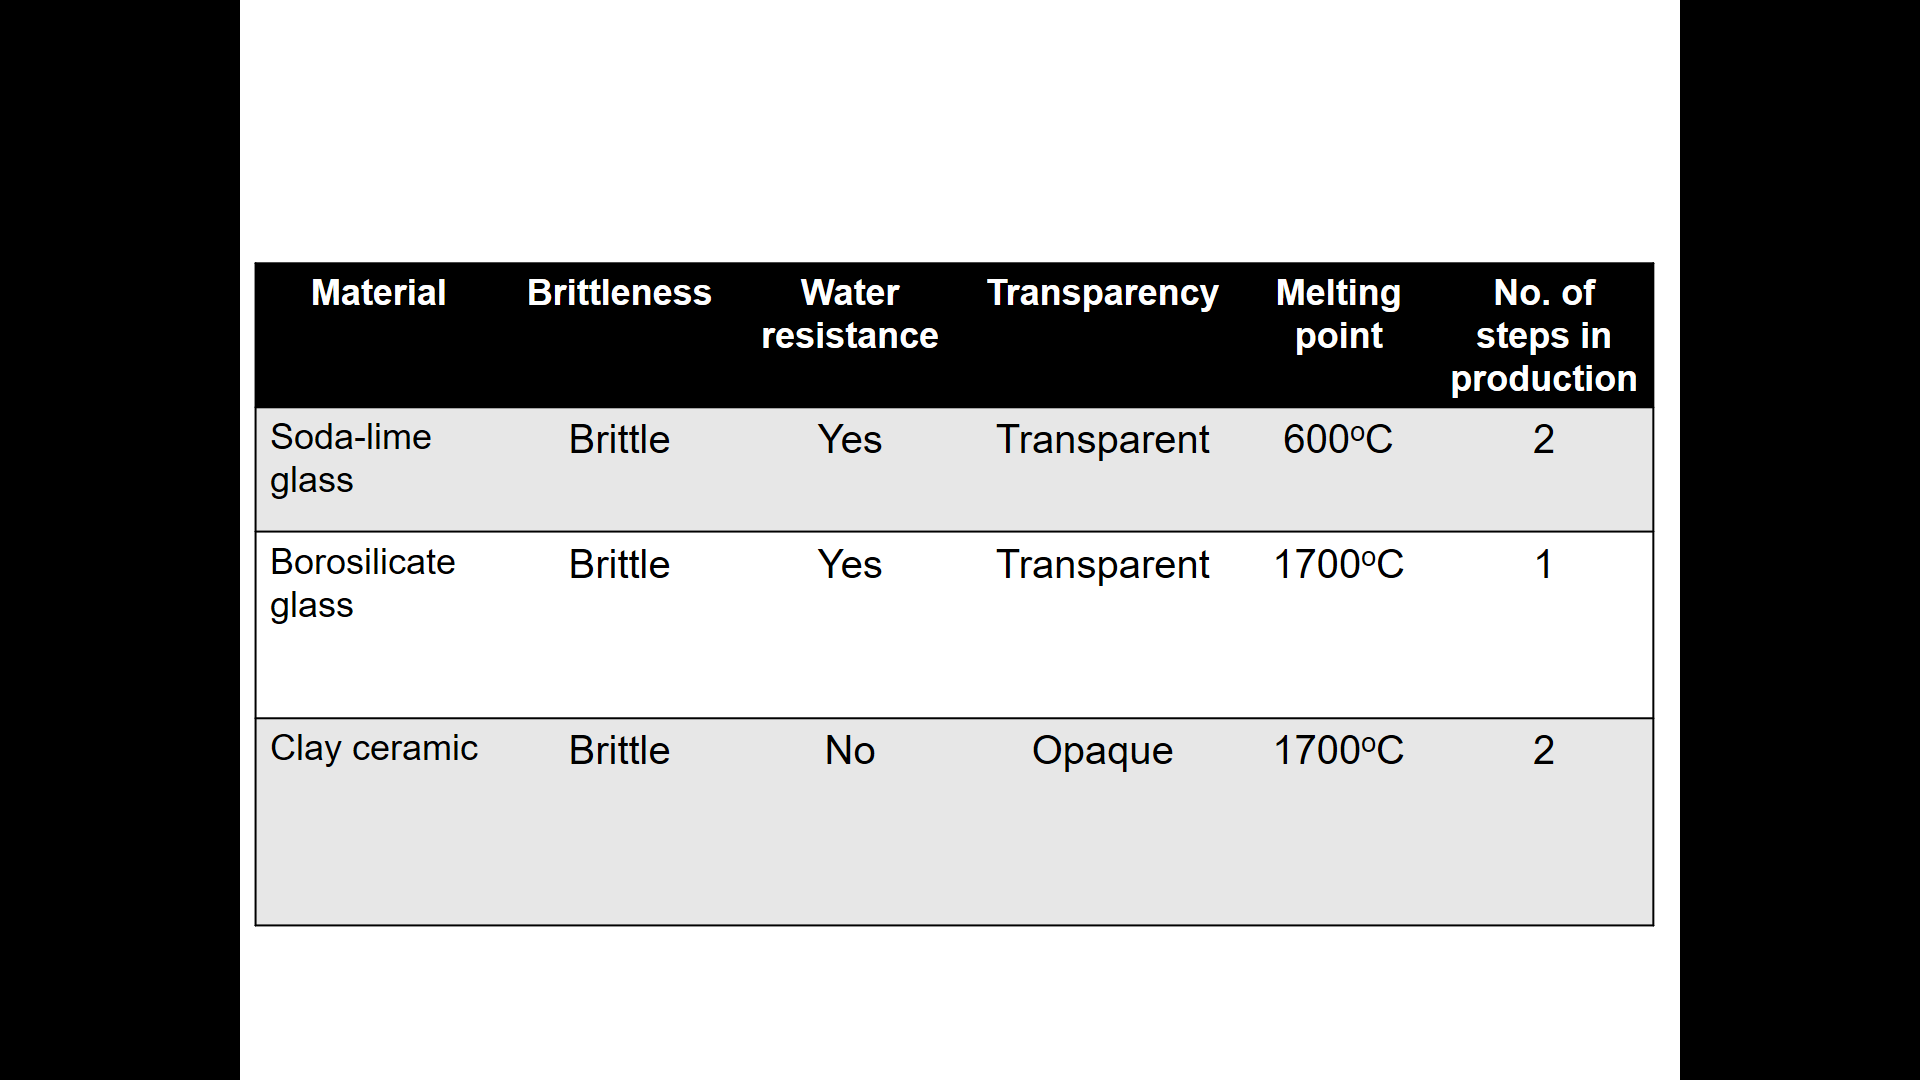 Material Brittleness Water resistance Transparency Melting point No. of steps in production
Soda-lime glass Brittle Yes Transparent 600ºC 2
Borosilicate glass Brittle Yes Transparent 1700ºC 1
Clay ceramic Brittle No Opaque 1700ºC 2